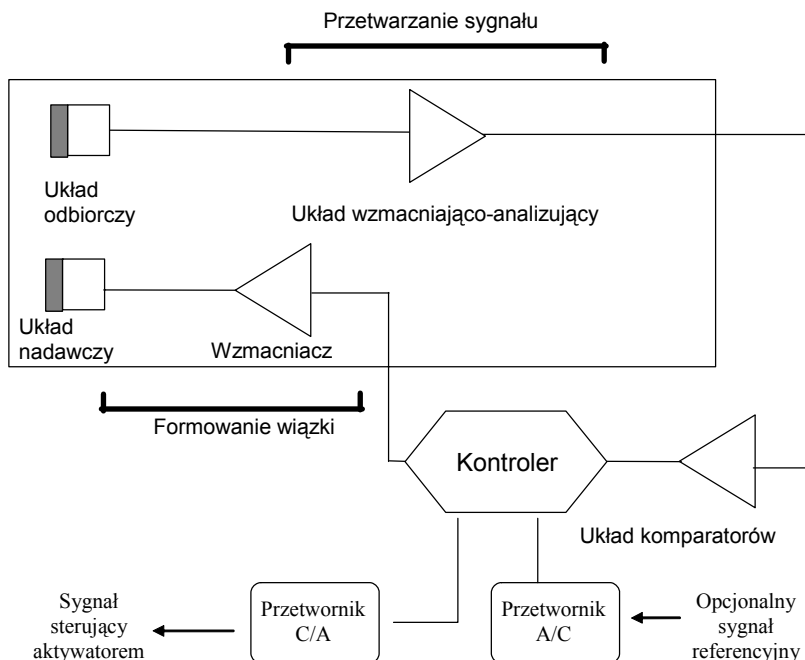 Przetwarzanie sygnału
Układ
odbiorczy
Układ wzmacniająco-analizujący
Układ
nadawczy
Wzmacniacz
Formowanie wiązki
Kontroler
Układ komparatorów
Sygnał
sterujący
aktywatorem
Przetwornik
C/A
Przetwornik
A/C
Opcjonalny
sygnał
referencyjny